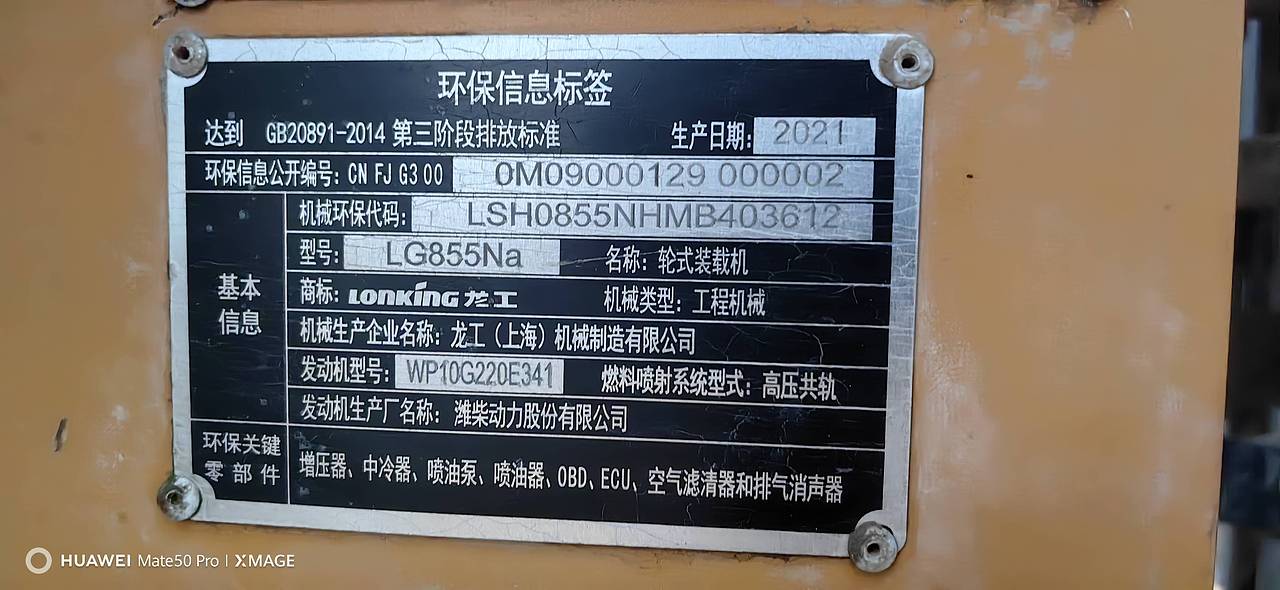 环保信息标签
达到 GB20891-2014 第三阶段排放标准 生产日期: 2021
环保信息公开编号: CN FJ G3 00 0M09000129 000002
基本信息
机械环保代码: LSH0855NHMB403612
型号: LG855Na 名称: 轮式装载机
商标: LONKING 龙工 机械类型: 工程机械
机械生产企业名称: 龙工（上海）机械制造有限公司
发动机型号: WP10G220E341 燃料喷射系统型式: 高压共轨
发动机生产厂名称: 潍柴动力股份有限公司
环保关键零部件
增压器、中冷器、喷油泵、喷油器、OBD、ECU、空气滤清器和排气消声器
HUAWEI Mate50 Pro | XMAGE